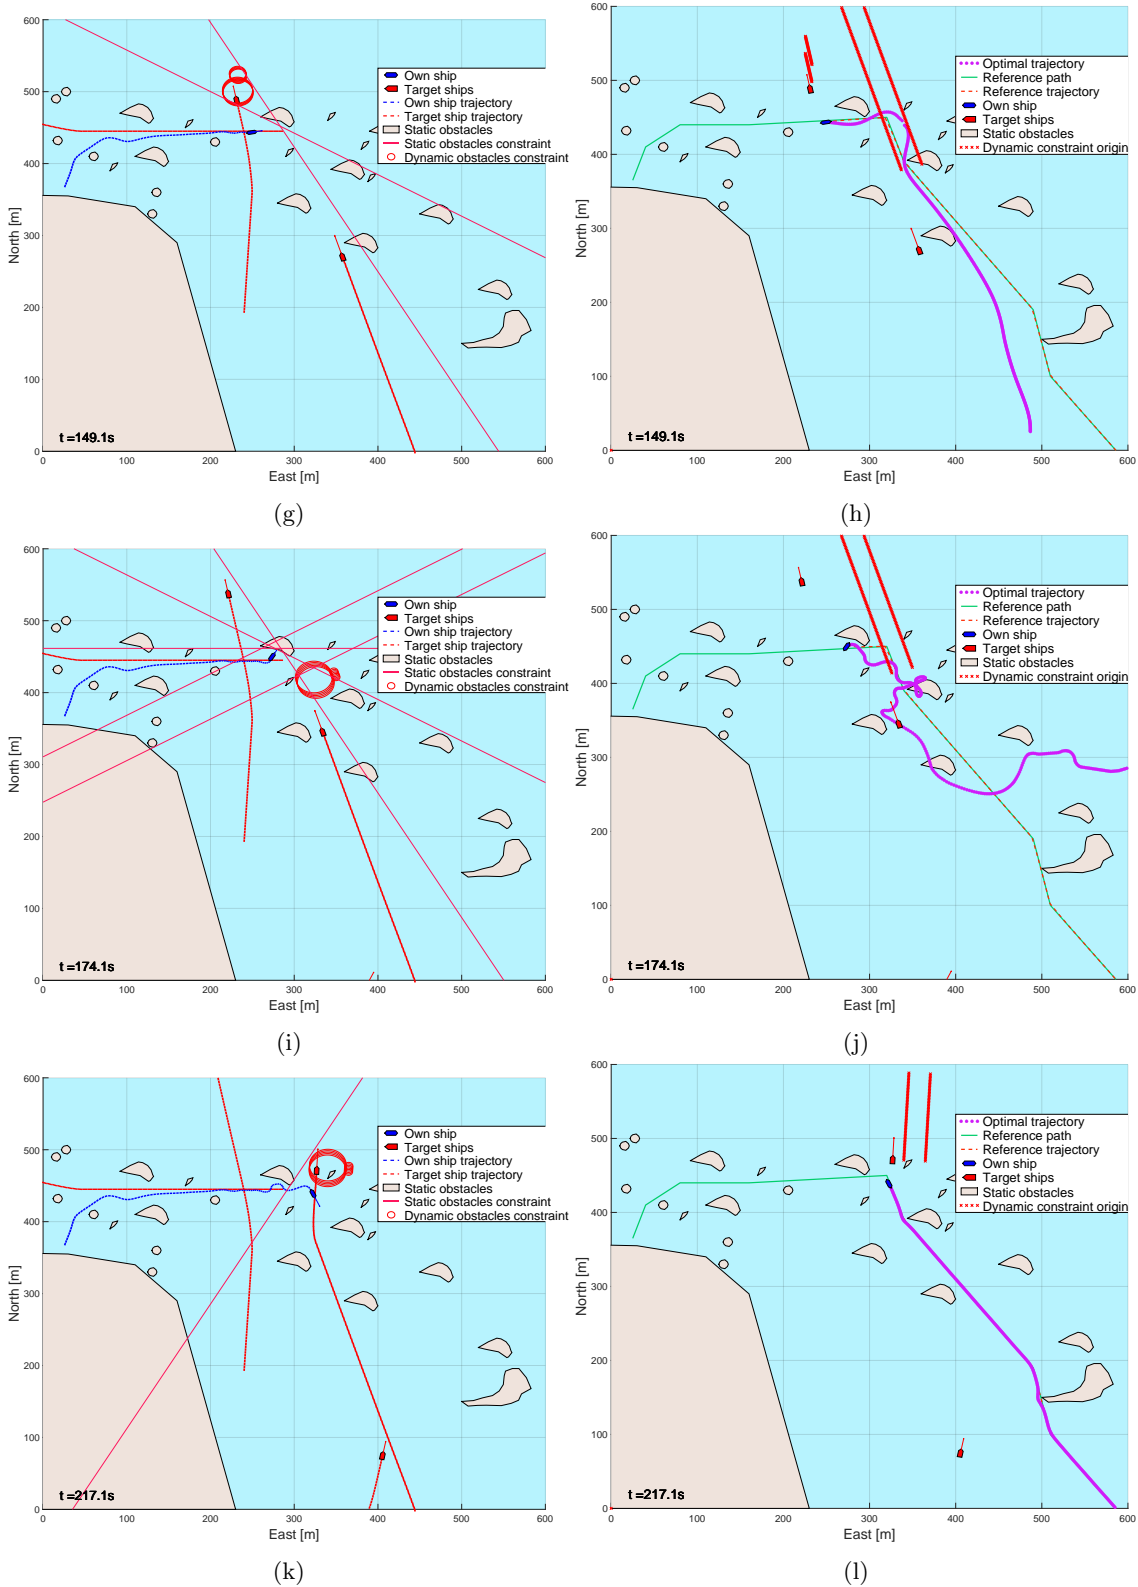 600
500
400
300
200
100
0
North [m]
0 100 200 300 400 500 600
East [m]
t =149.1s
Own ship
Target ships
Own ship trajectory
Target ship trajectory
Static obstacles
Static obstacles constraint
Dynamic obstacles constraint
(g)
600
500
400
300
200
100
0
North [m]
0 100 200 300 400 500 600
East [m]
t =149.1s
Optimal trajectory
Reference path
Reference trajectory
Own ship
Target ships
Static obstacles
Dynamic constraint origin
(h)
600
500
400
300
200
100
0
North [m]
0 100 200 300 400 500 600
East [m]
t =174.1s
Own ship
Target ships
Own ship trajectory
Target ship trajectory
Static obstacles
Static obstacles constraint
Dynamic obstacles constraint
(i)
600
500
400
300
200
100
0
North [m]
0 100 200 300 400 500 600
East [m]
t =174.1s
Optimal trajectory
Reference path
Reference trajectory
Own ship
Target ships
Static obstacles
Dynamic constraint origin
(j)
600
500
400
300
200
100
0
North [m]
0 100 200 300 400 500 600
East [m]
t =217.1s
Own ship
Target ships
Own ship trajectory
Target ship trajectory
Static obstacles
Static obstacles constraint
Dynamic obstacles constraint
(k)
600
500
400
300
200
100
0
North [m]
0 100 200 300 400 500 600
East [m]
t =217.1s
Optimal trajectory
Reference path
Reference trajectory
Own ship
Target ships
Static obstacles
Dynamic constraint origin
(l)